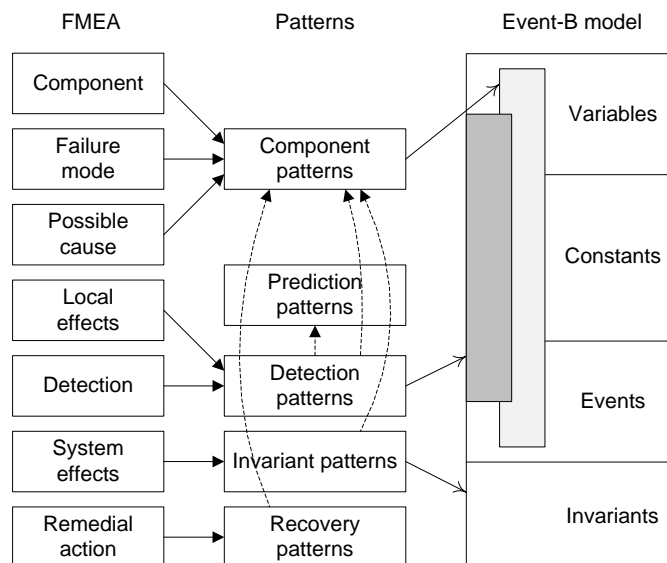 FMEA
Patterns
Event-B model
Component
Failure
mode
Possible
cause
Local
effects
Detection
System
effects
Remedial
action
Component
patterns
Prediction
patterns
Detection
patterns
Invariant patterns
Recovery
patterns
Variables
Constants
Events
Invariants